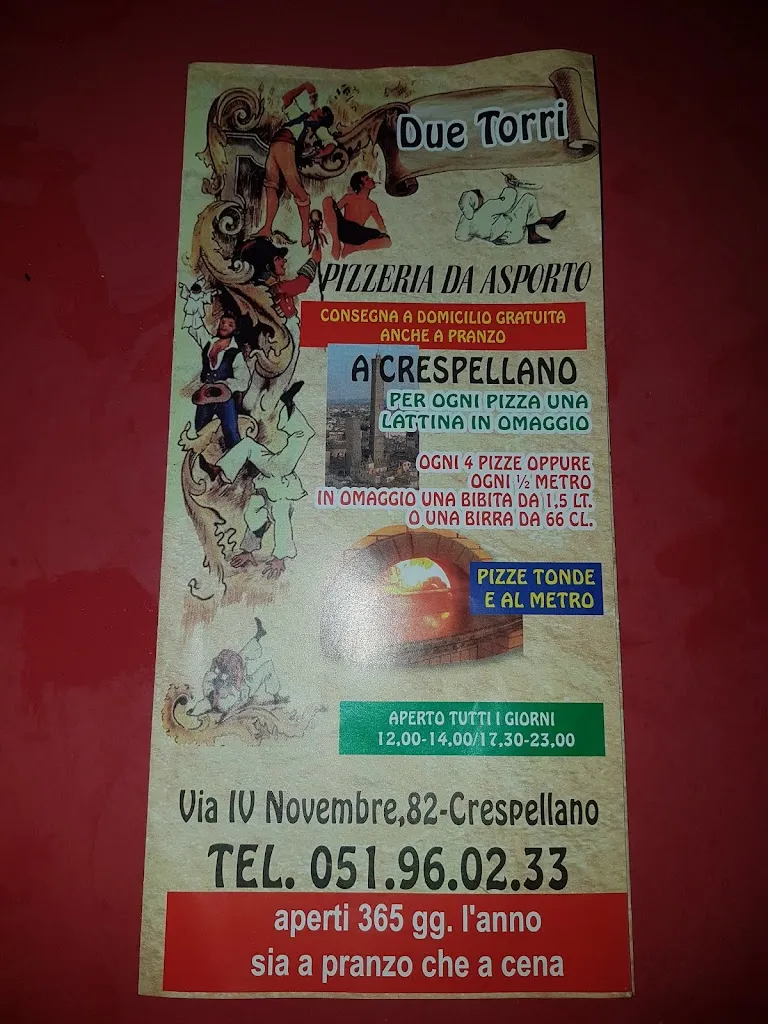 Due Torri
PIZZERIA DA ASPORTO
CONSEGNA A DOMICILIO GRATUITA
ANCHE A PRANZO
A CRESPELLANO
PER OGNI PIZZA UNA
LATTINA IN OMAGGIO
OGNI 4 PIZZE OPPURE
OGNI ½ METRO
IN OMAGGIO UNA BIBITA DA 1,5 LT.
O UNA BIRRA DA 66 CL.
PIZZE TONDE
E AL METRO
APERTO TUTTI I GIORNI
12,00-14,00/17,30-23,00
Via IV Novembre,82-Crespellano
TEL. 051.96.02.33
aperti 365 gg. l'anno
sia a pranzo che a cena